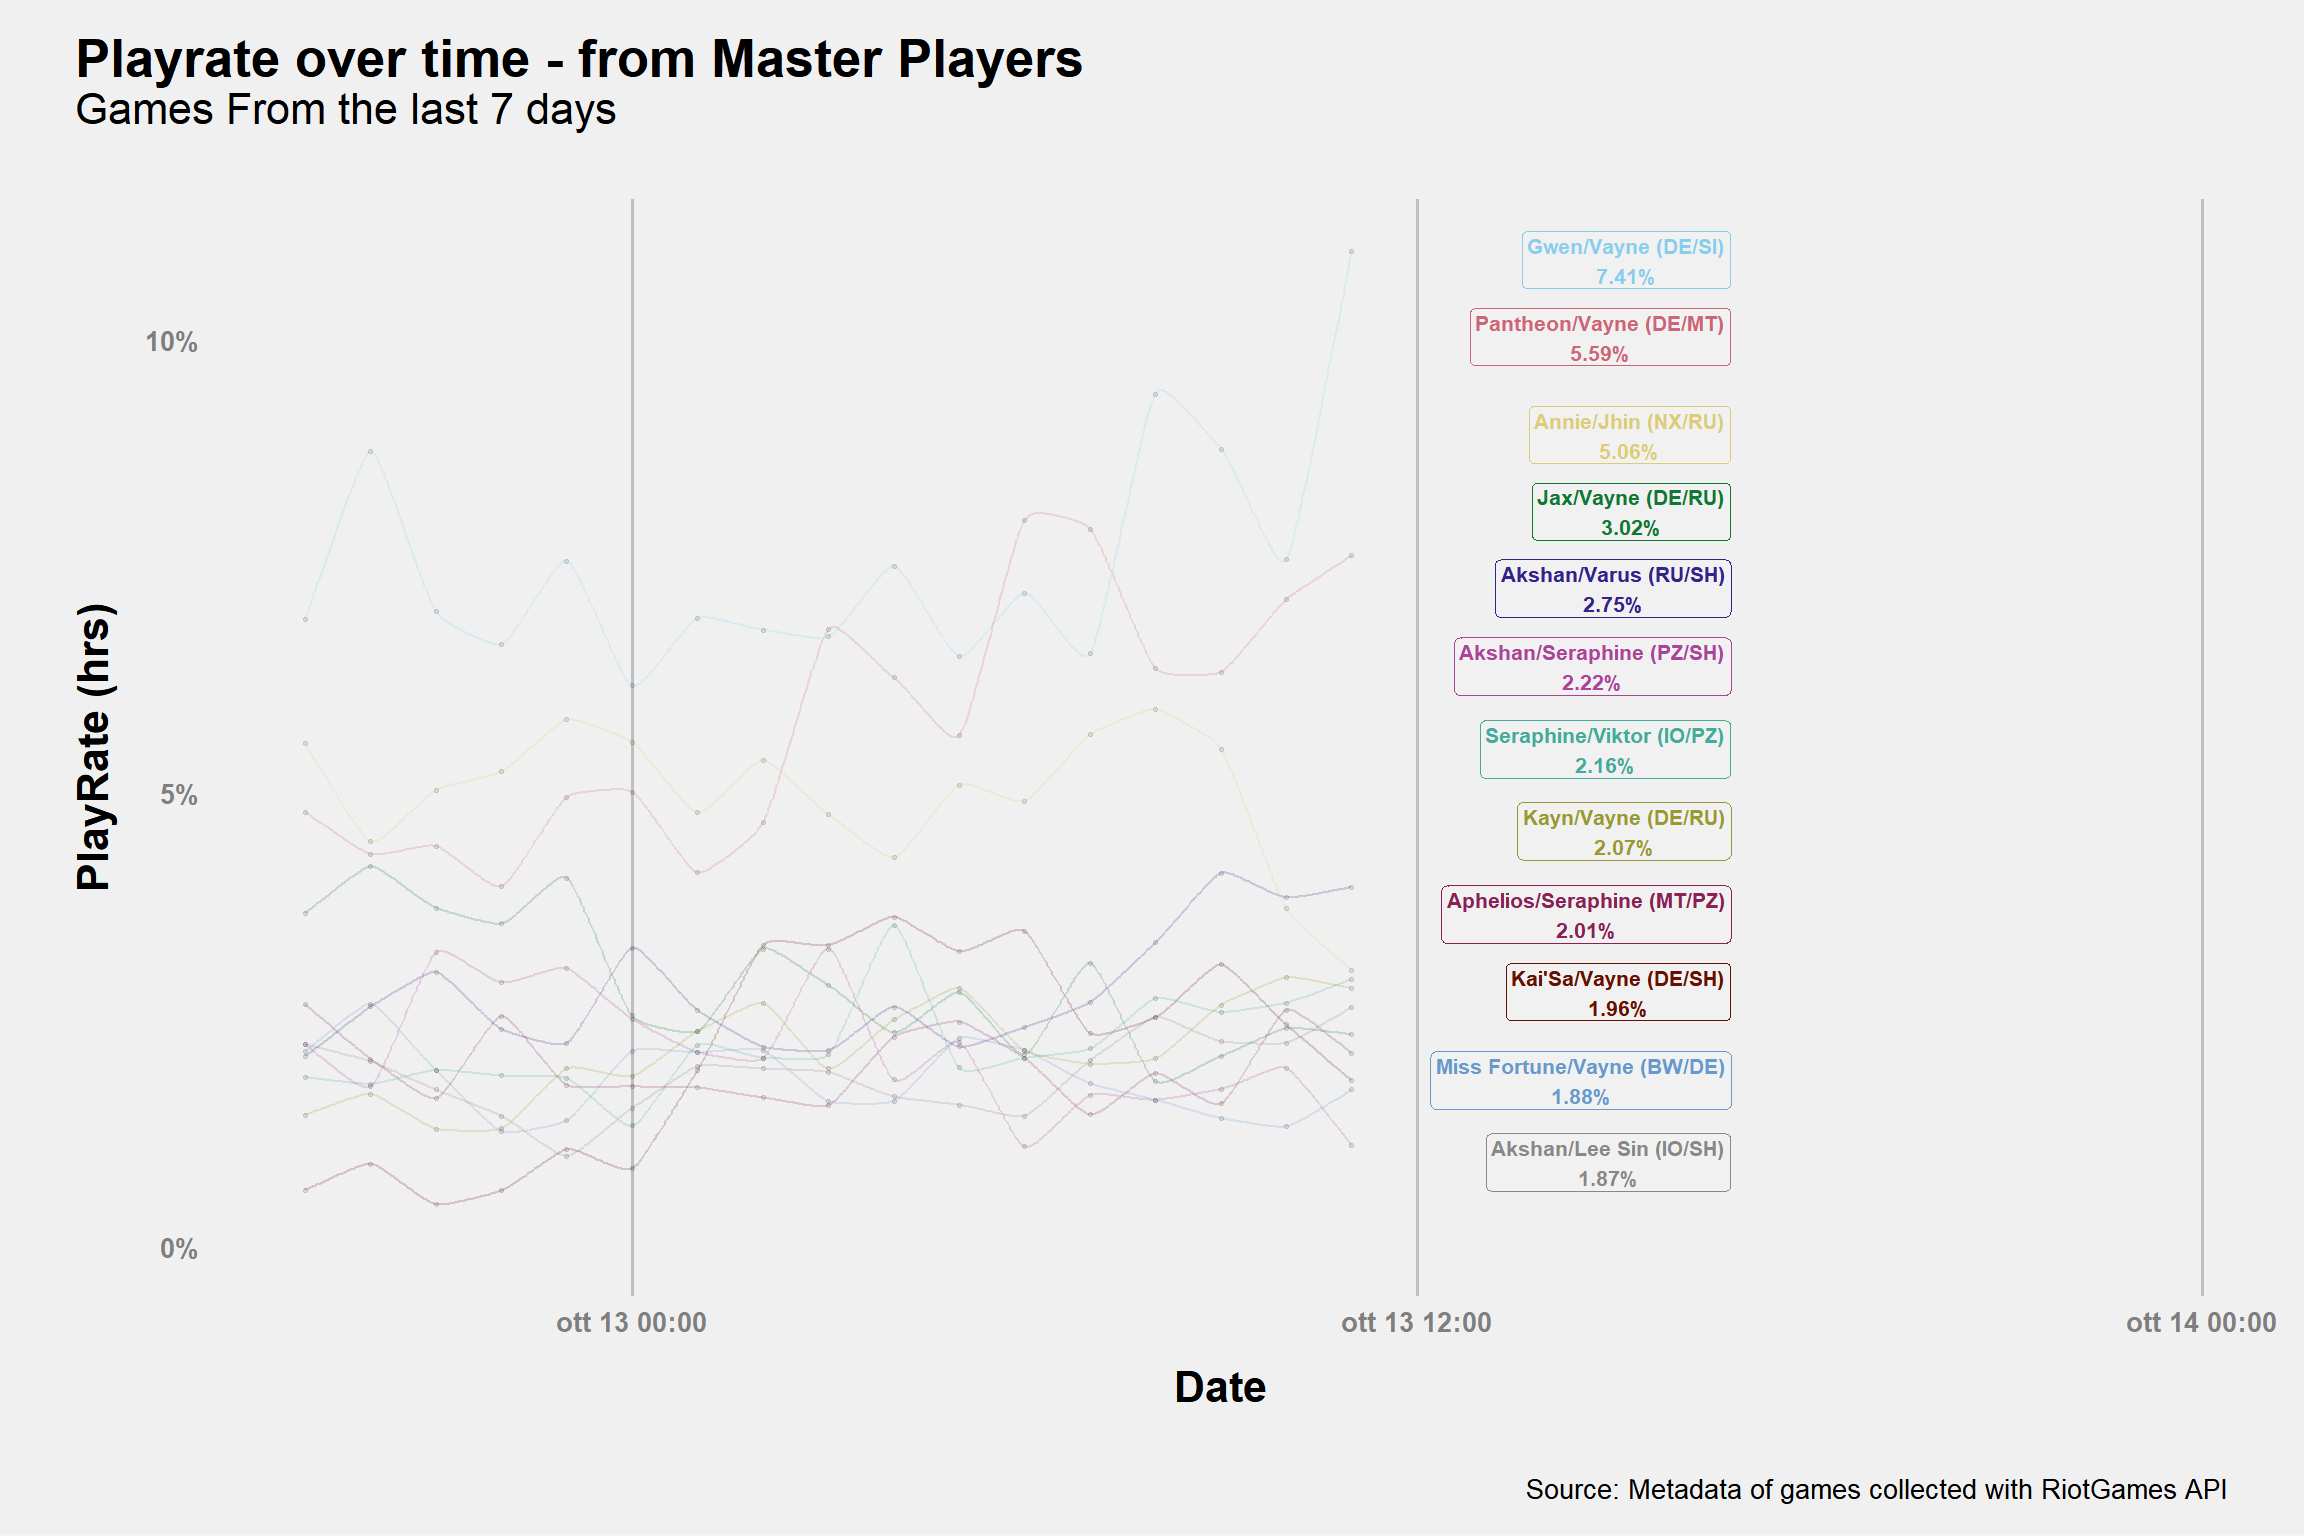 Playrate over time - from Master Players
Games From the last 7 days
PlayRate (hrs)
10%
5%
0%
Gwen/Vayne (DE/SI)
7.41%
Pantheon/Vayne (DE/MT)
5.59%
Annie/Jhin (NX/RU)
5.06%
Jax/Vayne (DE/RU)
3.02%
Akshan/Varus (RU/SH)
2.75%
Akshan/Seraphine (PZ/SH)
2.22%
Seraphine/Viktor (IO/PZ)
2.16%
Kayn/Vayne (DE/RU)
2.07%
Aphelios/Seraphine (MT/PZ)
2.01%
Kai'Sa/Vayne (DE/SH)
1.96%
Miss Fortune/Vayne (BW/DE)
1.88%
Akshan/Lee Sin (IO/SH)
1.87%
ott 13 00:00
ott 13 12:00
ott 14 00:00
Date
Source: Metadata of games collected with RiotGames API